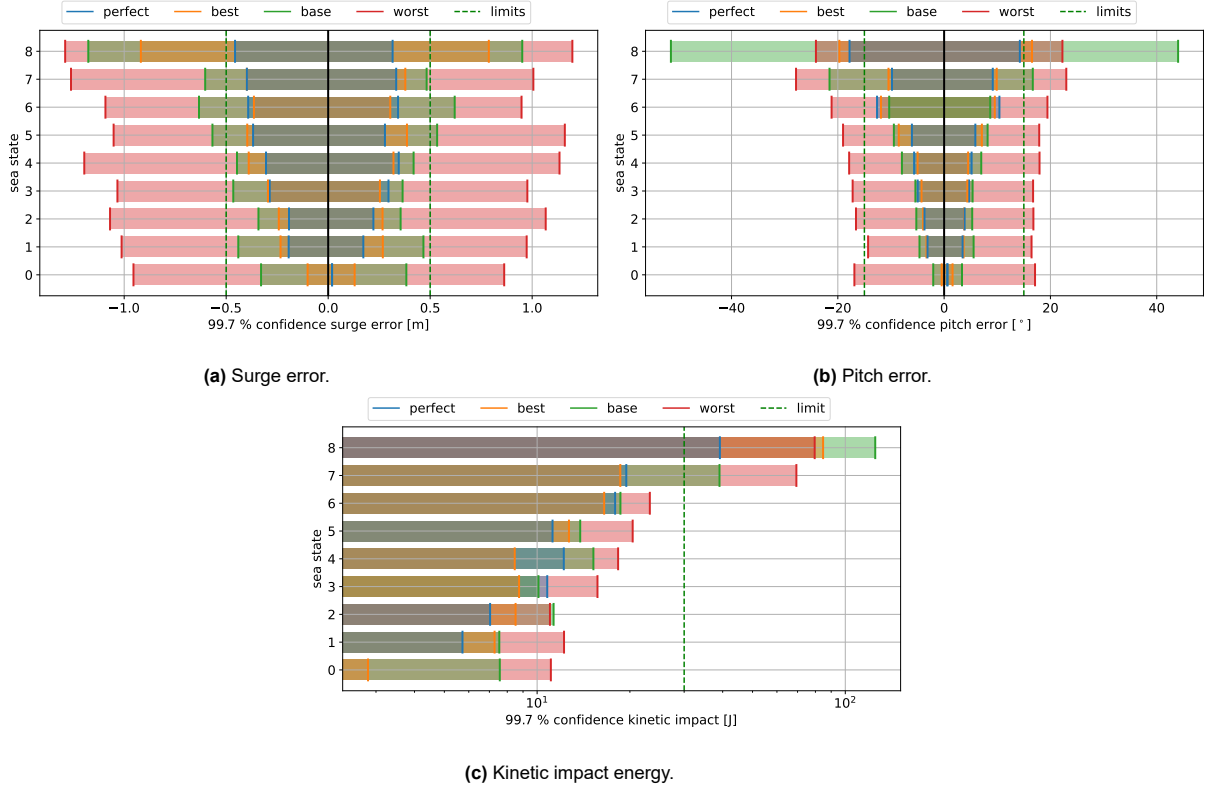 perfect best base worst limits
perfect best base worst limits
8
7
6
5
4
3
2
1
0
sea state
−1.0 −0.5 0.0 0.5 1.0
99.7 % confidence surge error [m]
8
7
6
5
4
3
2
1
0
sea state
−40 −20 0 20 40
99.7 % confidence pitch error [°]
(a) Surge error.
(b) Pitch error.
perfect best base worst limit
8
7
6
5
4
3
2
1
0
sea state
10¹ 10²
99.7 % confidence kinetic impact [J]
(c) Kinetic impact energy.